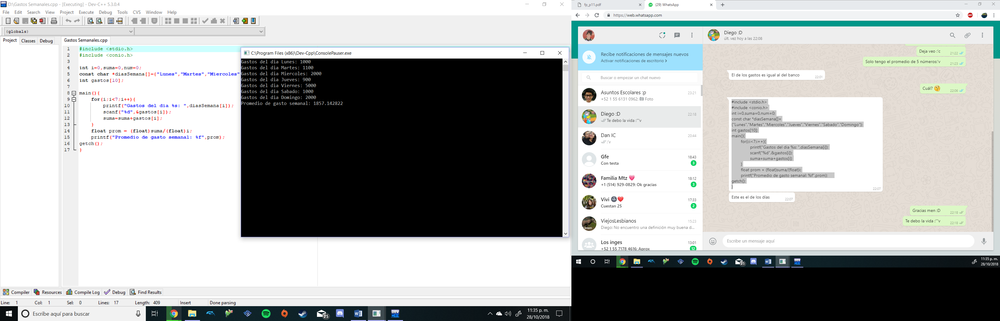 D:\Gastos Semanales.cpp - [Executing] - Dev-C++ 5.3.0.4
File Edit Search View Project Execute Debug Tools CVS Window Help
(globals)
Project Classes Debug
Gastos Semanales.cpp
1 #include <stdio.h>
2 #include <conio.h>
3
4 int i=0,suma=0,num=0;
5 const char *diasSemana[]={"Lunes","Martes","Miercoles"
6 int gastos[10];
7
8 main(){
9 for(i;i<7;i++){
10 printf("Gastos del dia %s: ",diasSemana[i]);
11 scanf("%d",&gastos[i]);
12 suma=suma+gastos[i];
13 }
14 float prom = (float)suma/(float)i;
15 printf("Promedio de gasto semanal: %f",prom);
16 getch();
17 }
C:\Program Files (x86)\Dev-Cpp\ConsolePauser.exe
Gastos del dia Lunes: 1000
Gastos del dia Martes: 1100
Gastos del dia Miercoles: 2000
Gastos del dia Jueves: 900
Gastos del dia Viernes: 5000
Gastos del dia Sabado: 1000
Gastos del dia Domingo: 2000
Promedio de gasto semanal: 1857.142822
Compiler Resources Compile Log Debug Find Results
Line: 1 Col: 1 Sel: 0 Lines: 17 Length: 409 Insert Done parsing
Escribe aquí para buscar
25
DEV
11:35 p. m.
28/10/2018
fp_p11.pdf
(29) WhatsApp
https://web.whatsapp.com
ABP
Recibe notificaciones de mensajes nuevos
Activar notificaciones de escritorio
Buscar o empezar un chat nuevo
Asuntos Escolares :p 23:21
+52 1 55 6131 0962: Foto
Diego :D 22:18
Te debo la vida :'''v
Dan IC 20:44
:'v
Gfe 18:43
Con testa 3
Familia Mtz 💗 18:12
+1 (514) 929-0829: Ok gracias 3
Vivi 🌚❤️ 17:33
Cuestan 25 2
ViejosLesbianos 15:23
Diego: No encuentro una definición muy buena d...
Los inges 13:01
+52 1 55 7178 4616: Aprox 12
Diego :D
últ. vez hoy a las 22:08
Deja veo :'c 21:22
Solo tengo el promedio de 5 números:'v 21:23
El de los gastos es igual al del banco 22:01
Cuál? 🤔 22:06
#include <stdio.h>
#include <conio.h>
int i=0,suma=0,num=0;
const char *diasSemana[]=
{"Lunes","Martes","Miercoles","Jueves","Viernes","Sabado","Domingo"};
int gastos[10];
main(){
for(i;i<7;i++){
printf("Gastos del dia %s: ",diasSemana[i]);
scanf("%d",&gastos[i]);
suma=suma+gastos[i];
}
float prom = (float)suma/(float)i;
printf("Promedio de gasto semanal: %f",prom);
getch();
}
22:07
Este es el de los días 22:07
Gracias men :D 22:18
Te debo la vida :'''v 22:18
Escribe un mensaje aquí
25
DEV
11:35 p. m.
28/10/2018